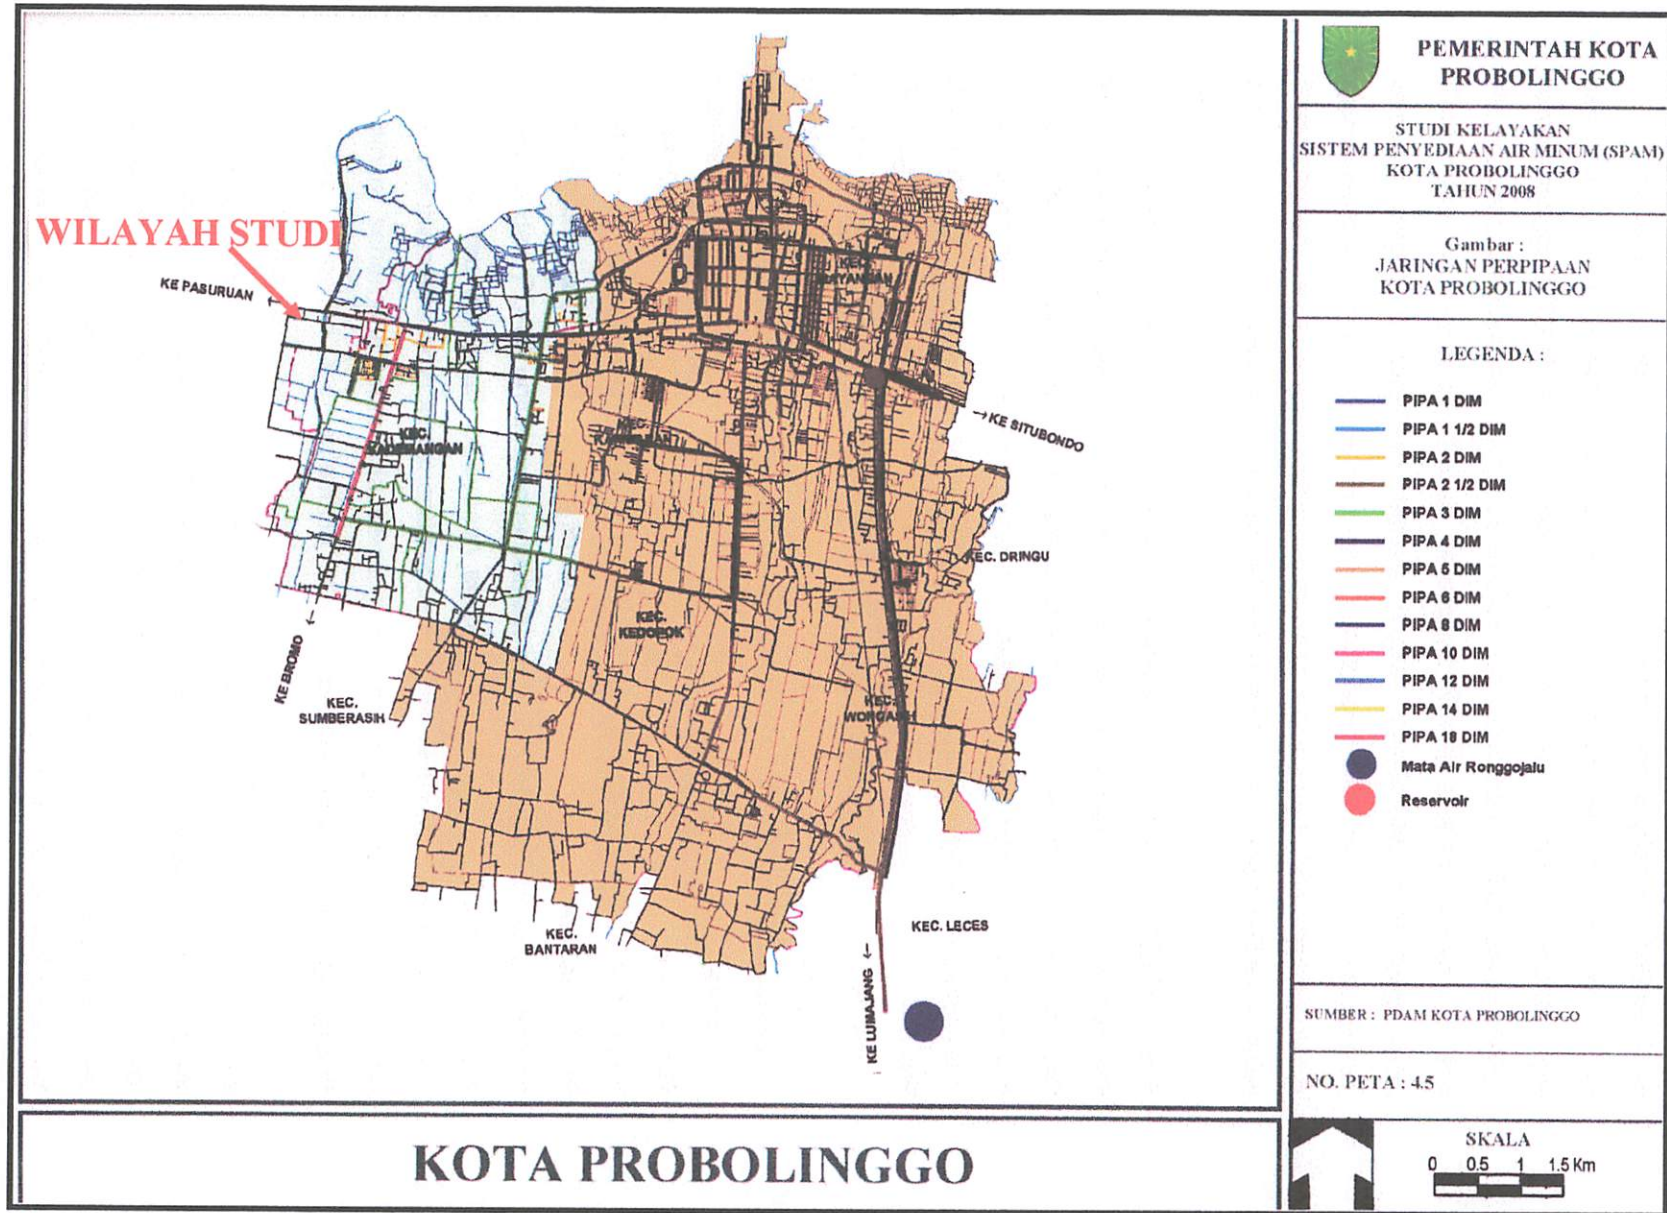 WILAYAH STUDI
KE PASURUAN
KEC.
KEC.
KADEMANGAN
KEC.
→KE SITUBONDO
KEC. DRINGU
KEC.
KEDOPOK
KE BROMO
KEC.
SUMBERASIH
KEC.
KEC.
BANTARAN
KEC. LECES
KE LUMAJANG
KOTA PROBOLINGGO
PEMERINTAH KOTA
PROBOLINGGO
STUDI KELAYAKAN
SISTEM PENYEDIAAN AIR MINUM (SPAM)
KOTA PROBOLINGGO
TAHUN 2008
Gambar :
JARINGAN PERPIPAAN
KOTA PROBOLINGGO
LEGENDA :
PIPA 1 DIM
PIPA 1 1/2 DIM
PIPA 2 DIM
PIPA 2 1/2 DIM
PIPA 3 DIM
PIPA 4 DIM
PIPA 5 DIM
PIPA 6 DIM
PIPA 8 DIM
PIPA 10 DIM
PIPA 12 DIM
PIPA 14 DIM
PIPA 18 DIM
Mata Air Ronggojalu
Reservoir
SUMBER : PDAM KOTA PROBOLINGGO
NO. PETA : 4.5
SKALA
0 0.5 1 1.5 Km